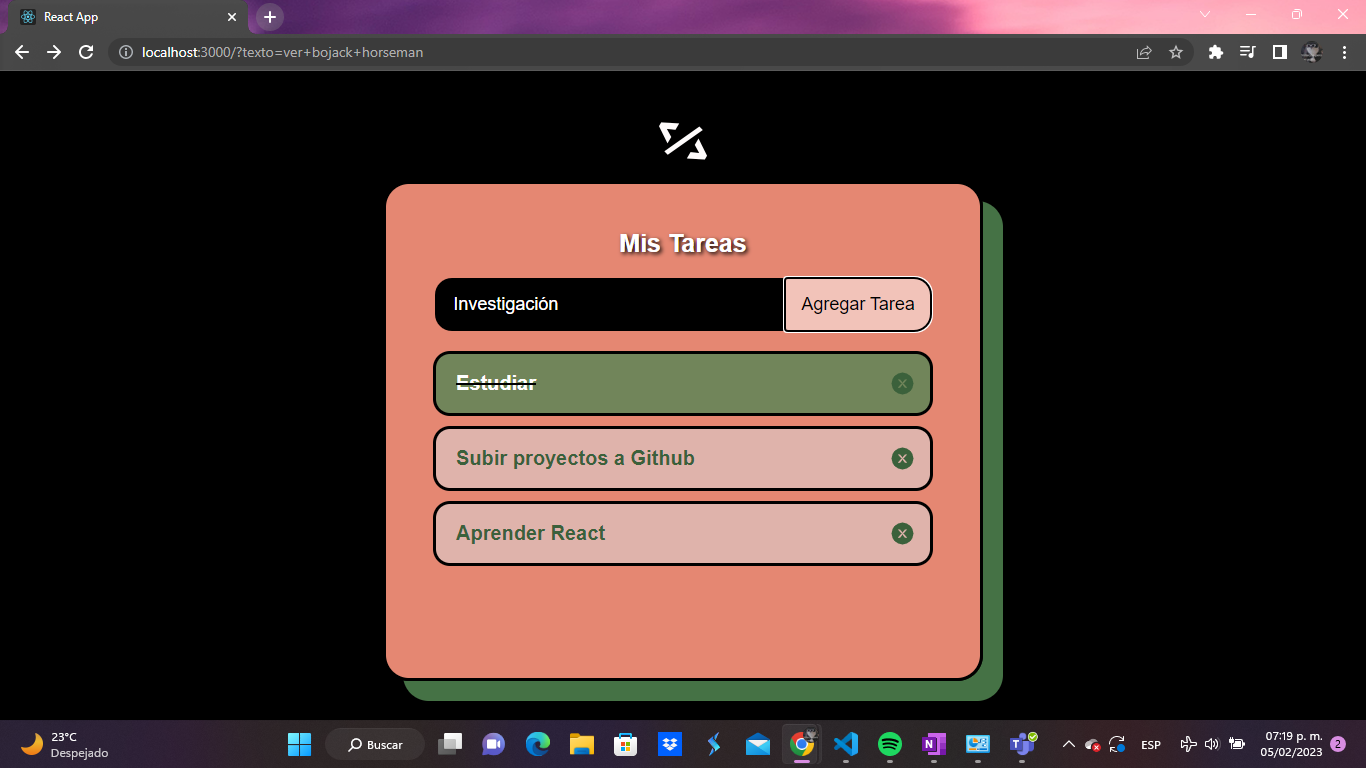 React App
localhost:3000/?texto=ver+bojack+horseman
Mis Tareas
Investigación
Agregar Tarea
Estudiar
Subir proyectos a Github
Aprender React
23°C
Despejado
Buscar
ESP
07:19 p. m.
05/02/2023
2